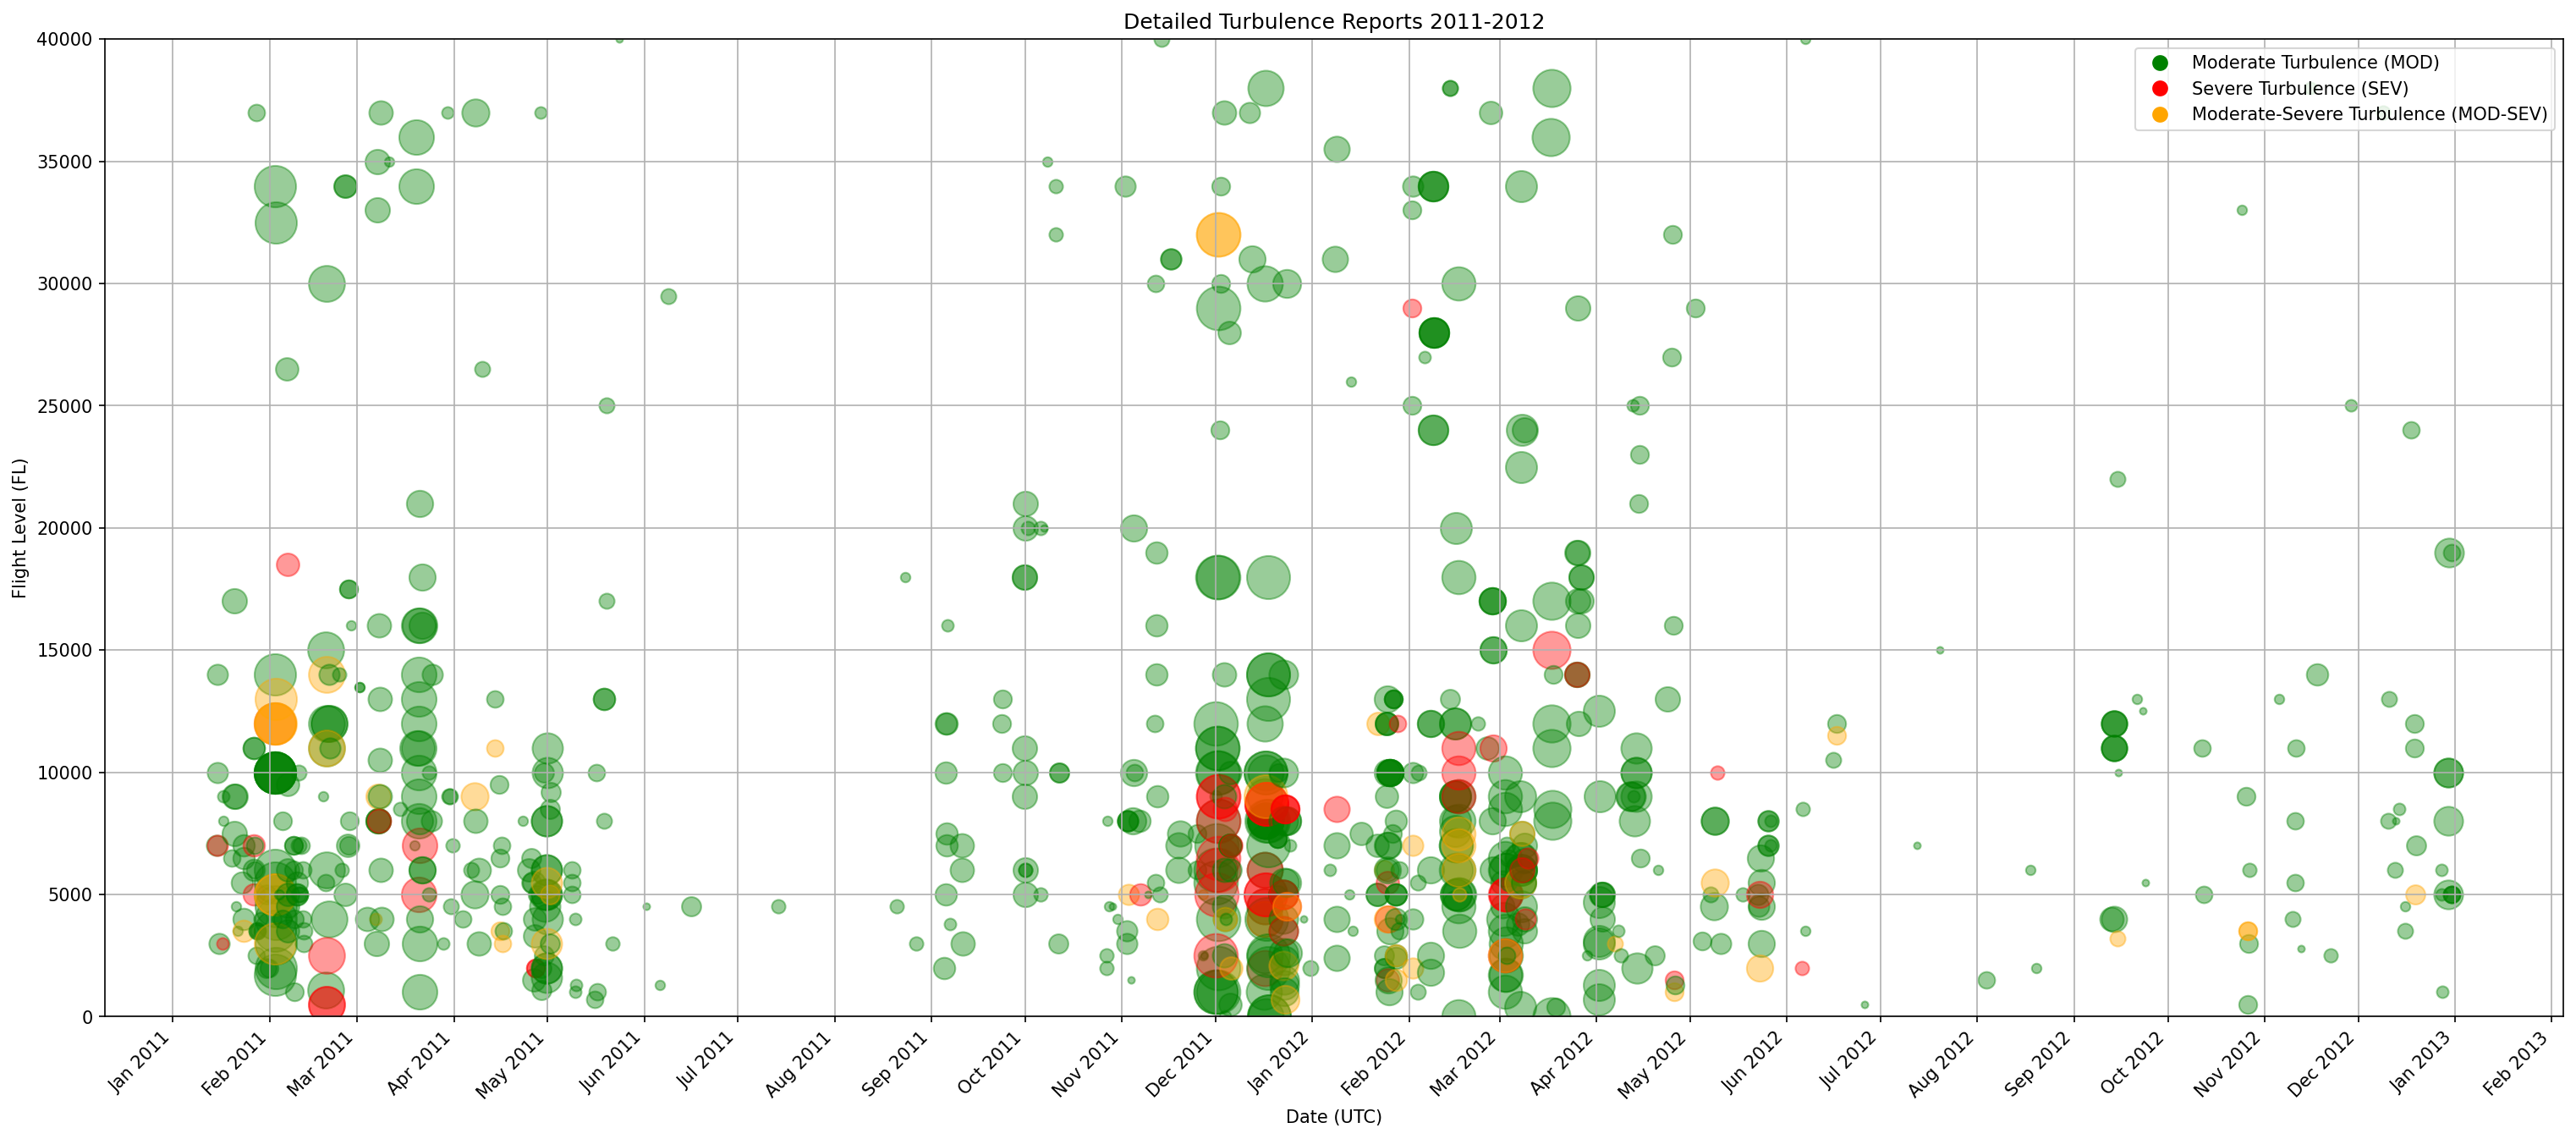 Detailed Turbulence Reports 2011-2012
Moderate Turbulence (MOD)
Severe Turbulence (SEV)
Moderate-Severe Turbulence (MOD-SEV)
Flight Level (FL)
40000
35000
30000
25000
20000
15000
10000
5000
0
Jan 2011
Feb 2011
Mar 2011
Apr 2011
May 2011
Jun 2011
Jul 2011
Aug 2011
Sep 2011
Oct 2011
Nov 2011
Dec 2011
Jan 2012
Feb 2012
Mar 2012
Apr 2012
May 2012
Jun 2012
Jul 2012
Aug 2012
Sep 2012
Oct 2012
Nov 2012
Dec 2012
Jan 2013
Feb 2013
Date (UTC)